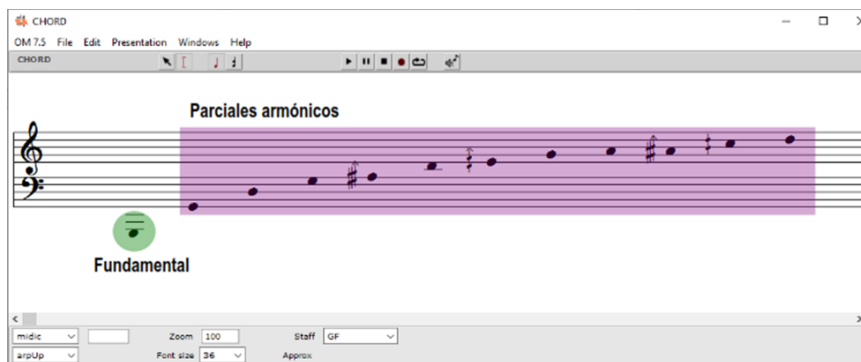 CHORD
OM 7.5 File Edit Presentation Windows Help
CHORD
Parciales armónicos
Fundamental
midic Zoom 100 Staff GF
arpUp Font size 36 Approx